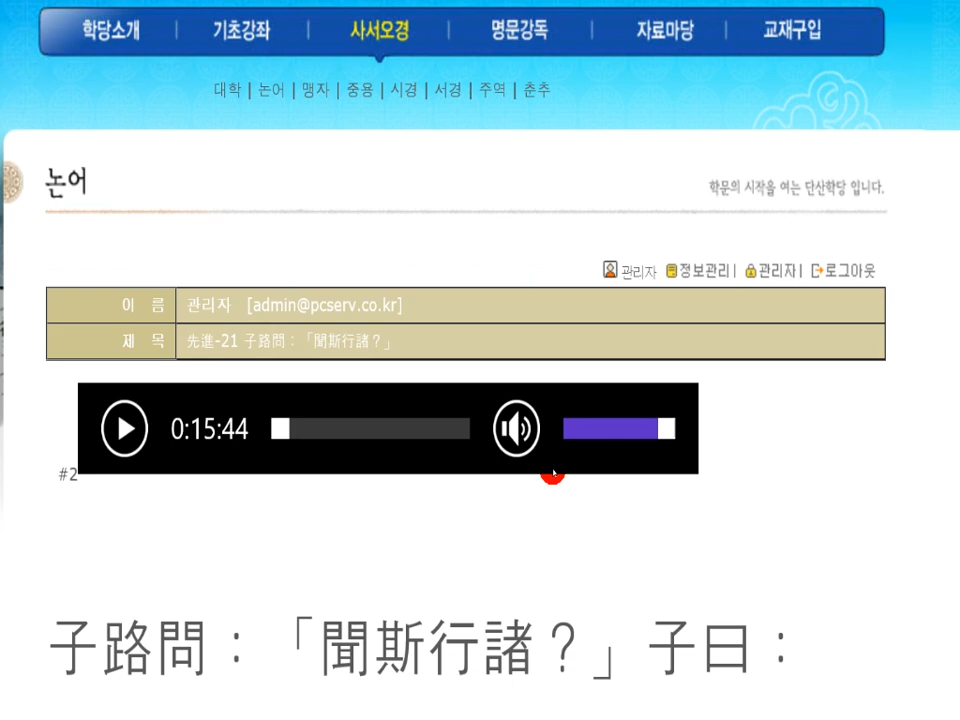 학당소개 | 기초강좌 | 사서오경 | 명문강독 | 자료마당 | 교재구입
대학 | 논어 | 맹자 | 중용 | 시경 | 서경 | 주역 | 춘추
논어
학문의 시작을 여는 단산학당 입니다.
관리자 정보관리 | 관리자 | 로그아웃
이 름 관리자 [admin@pcserv.co.kr]
제 목 先進-21 子路問：「聞斯行諸？」
0:15:44
#2
子路問：「聞斯行諸？」子曰：